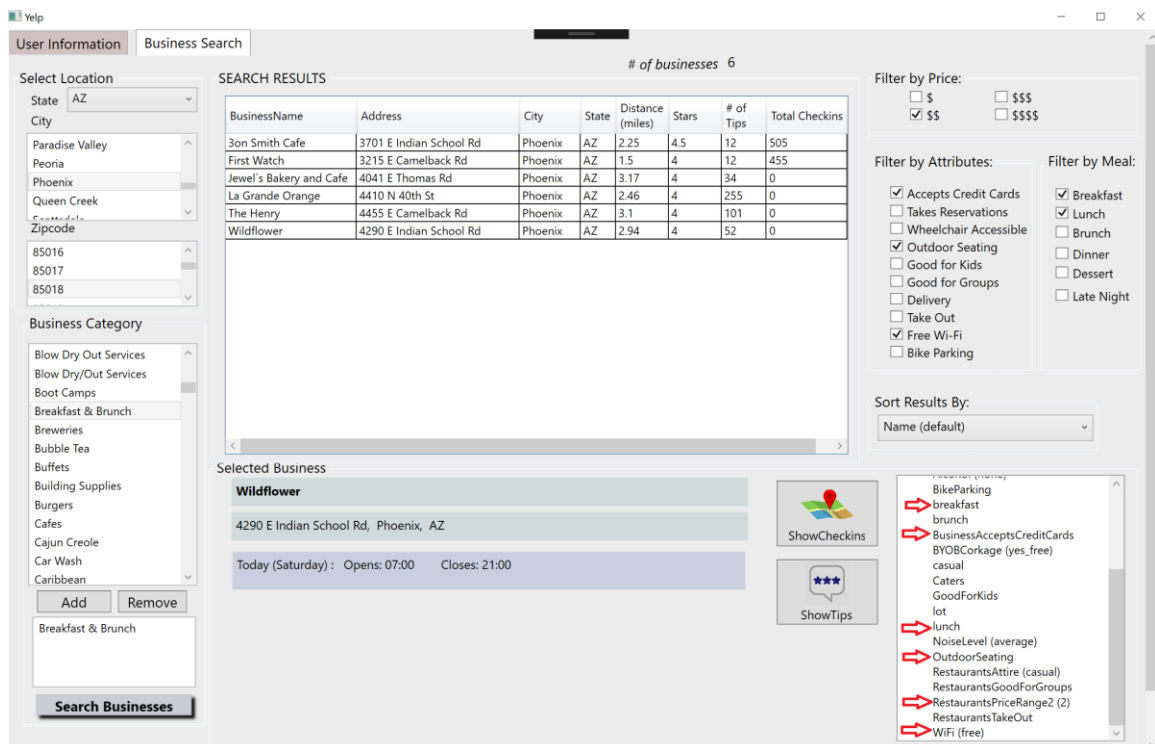 Yelp
User Information
Business Search
# of businesses 6
Select Location
State AZ
City
Paradise Valley
Peoria
Phoenix
Queen Creek
Scottsdale
Zipcode
85016
85017
85018
Business Category
Blow Dry Out Services
Blow Dry/Out Services
Boot Camps
Breakfast & Brunch
Breweries
Bubble Tea
Buffets
Building Supplies
Burgers
Cafes
Cajun Creole
Car Wash
Caribbean
Add Remove
Breakfast & Brunch
Search Businesses
SEARCH RESULTS
BusinessName Address City State Distance (miles) Stars # of Tips Total Checkins
3on Smith Cafe 3701 E Indian School Rd Phoenix AZ 2.25 4.5 12 505
First Watch 3215 E Camelback Rd Phoenix AZ 1.5 4 12 455
Jewel`s Bakery and Cafe 4041 E Thomas Rd Phoenix AZ 3.17 4 34 0
La Grande Orange 4410 N 40th St Phoenix AZ 2.46 4 255 0
The Henry 4455 E Camelback Rd Phoenix AZ 3.1 4 101 0
Wildflower 4290 E Indian School Rd Phoenix AZ 2.94 4 52 0
Filter by Price:
$ $$$
$$ $$$$
Filter by Attributes:
Accepts Credit Cards
Takes Reservations
Wheelchair Accessible
Outdoor Seating
Good for Kids
Good for Groups
Delivery
Take Out
Free Wi-Fi
Bike Parking
Filter by Meal:
Breakfast
Lunch
Brunch
Dinner
Dessert
Late Night
Sort Results By:
Name (default)
Selected Business
Wildflower
4290 E Indian School Rd, Phoenix, AZ
Today (Saturday) : Opens: 07:00 Closes: 21:00
ShowCheckins
ShowTips
BikeParking
breakfast
brunch
BusinessAcceptsCreditCards
BYOBCorkage (yes_free)
casual
Caters
GoodForKids
lot
lunch
NoiseLevel (average)
OutdoorSeating
RestaurantsAttire (casual)
RestaurantsGoodForGroups
RestaurantsPriceRange2 (2)
RestaurantsTakeOut
WiFi (free)